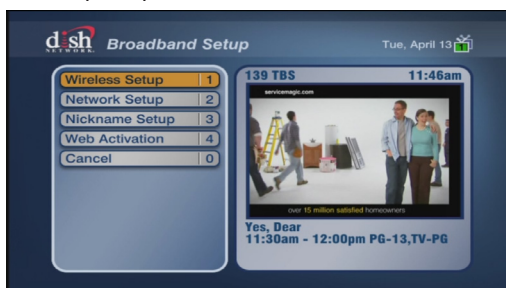 dish
NETWORK.
Broadband Setup
Tue, April 13
1
Wireless Setup 1
Network Setup 2
Nickname Setup 3
Web Activation 4
Cancel 0
139 TBS 11:46am
servicemagic.com
over 15 million satisfied homeowners
Yes, Dear
11:30am - 12:00pm PG-13,TV-PG